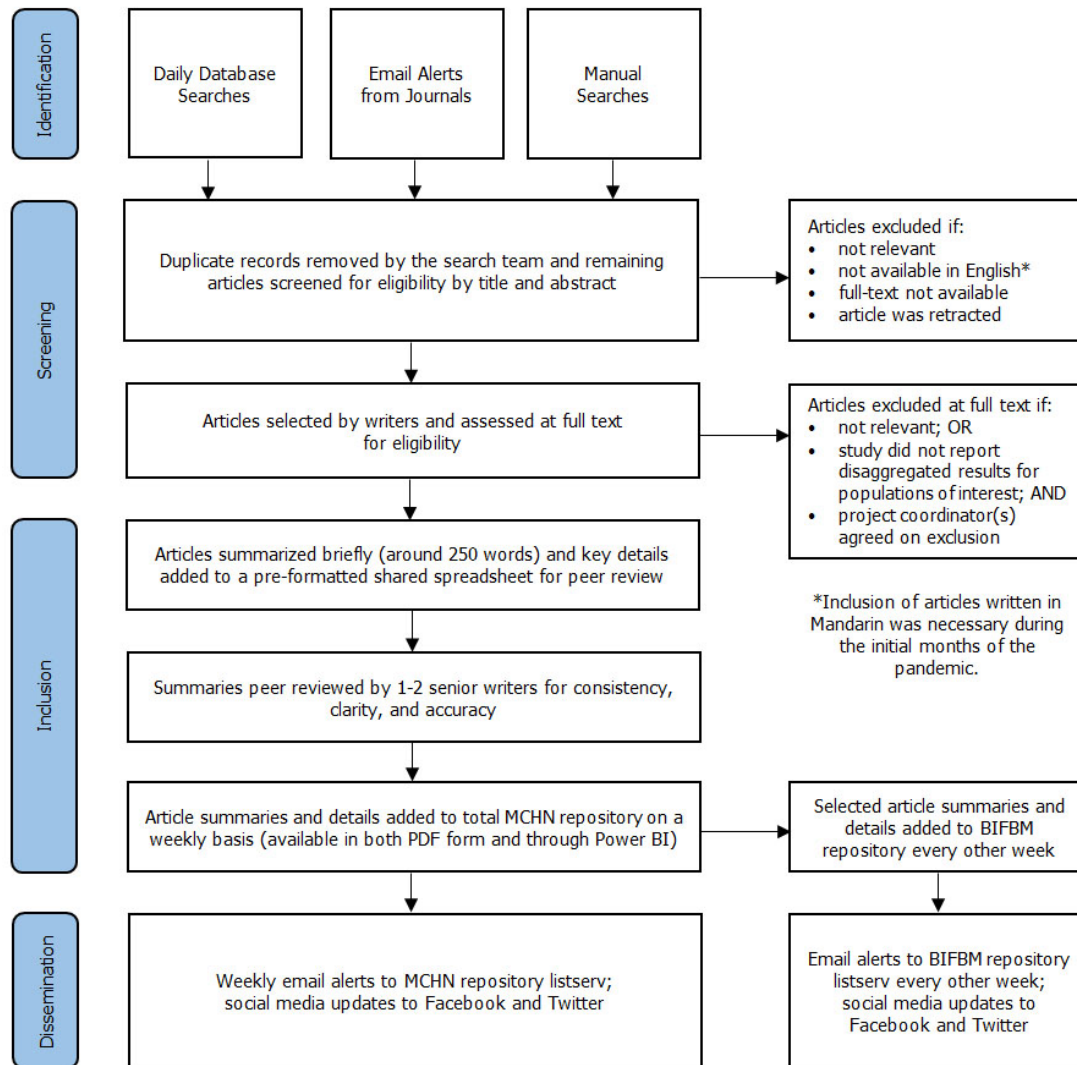 Identification
Daily Database
Searches
Email Alerts
from Journals
Manual
Searches
Screening
Duplicate records removed by the search team and remaining
articles screened for eligibility by title and abstract
Articles excluded if:
• not relevant
• not available in English*
• full-text not available
• article was retracted
Articles selected by writers and assessed at full text
for eligibility
Articles excluded at full text if:
• not relevant; OR
• study did not report
disaggregated results for
populations of interest; AND
• project coordinator(s)
agreed on exclusion
Inclusion
Articles summarized briefly (around 250 words) and key details
added to a pre-formatted shared spreadsheet for peer review
*Inclusion of articles written in
Mandarin was necessary during
the initial months of the
pandemic.
Summaries peer reviewed by 1-2 senior writers for consistency,
clarity, and accuracy
Article summaries and details added to total MCHN repository on a
weekly basis (available in both PDF form and through Power BI)
Selected article summaries and
details added to BIFBM
repository every other week
Dissemination
Weekly email alerts to MCHN repository listserv;
social media updates to Facebook and Twitter
Email alerts to BIFBM repository
listserv every other week;
social media updates to
Facebook and Twitter